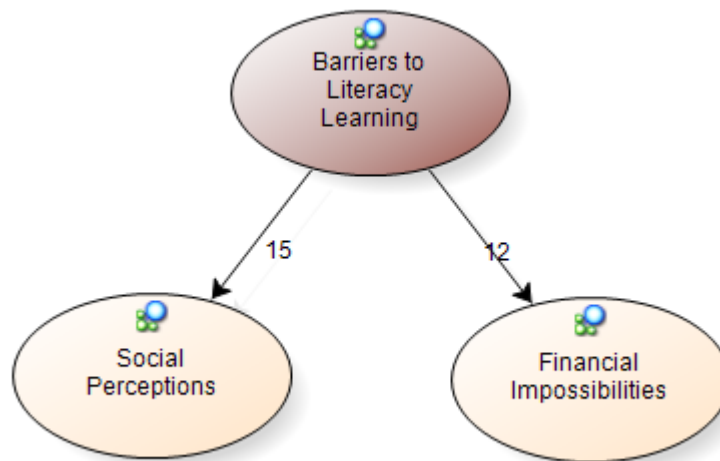 Barriers to
Literacy
Learning
15
12
Social
Perceptions
Financial
Impossibilities